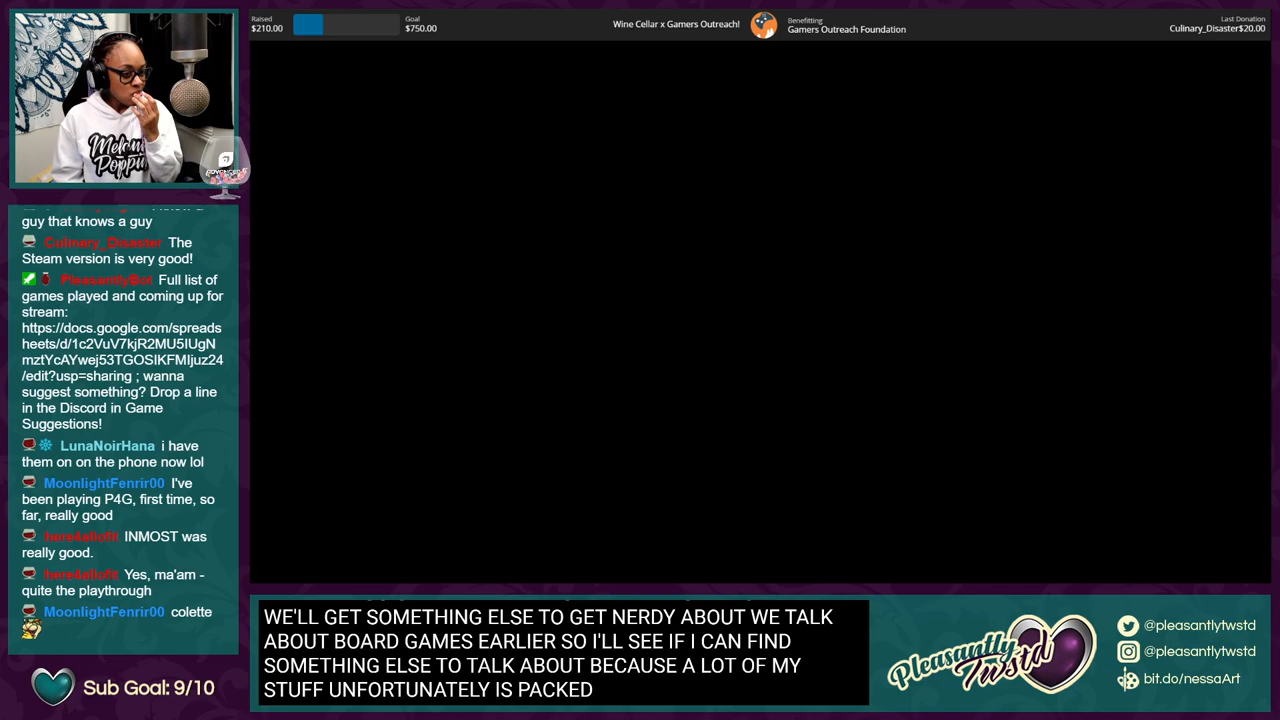 Raised
$210.00
Goal
$750.00
Wine Cellar x Gamers Outreach!
Benefitting
Gamers Outreach Foundation
Last Donation
Culinary_Disaster$20.00
Melanin
Poppin
guy that knows a guy
Culinary_Disaster The
Steam version is very good!
PleasantlyBot Full list of
games played and coming up for
stream:
https://docs.google.com/spreads
heets/d/1c2VuV7kjR2MU5IUgN
mztYcAYwej53TGOSIKFMIjuz24
/edit?usp=sharing ; wanna
suggest something? Drop a line
in the Discord in Game
Suggestions!
LunaNoirHana i have
them on on the phone now lol
MoonlightFenrir00 I've
been playing P4G, first time, so
far, really good
here4allofit INMOST was
really good.
here4allofit Yes, ma'am -
quite the playthrough
MoonlightFenrir00 colette
Sub Goal: 9/10
WE'LL GET SOMETHING ELSE TO GET NERDY ABOUT WE TALK
ABOUT BOARD GAMES EARLIER SO I'LL SEE IF I CAN FIND
SOMETHING ELSE TO TALK ABOUT BECAUSE A LOT OF MY
STUFF UNFORTUNATELY IS PACKED
Pleasantly
Twstd
@pleasantlytwstd
@pleasantlytwstd
bit.do/nessaArt